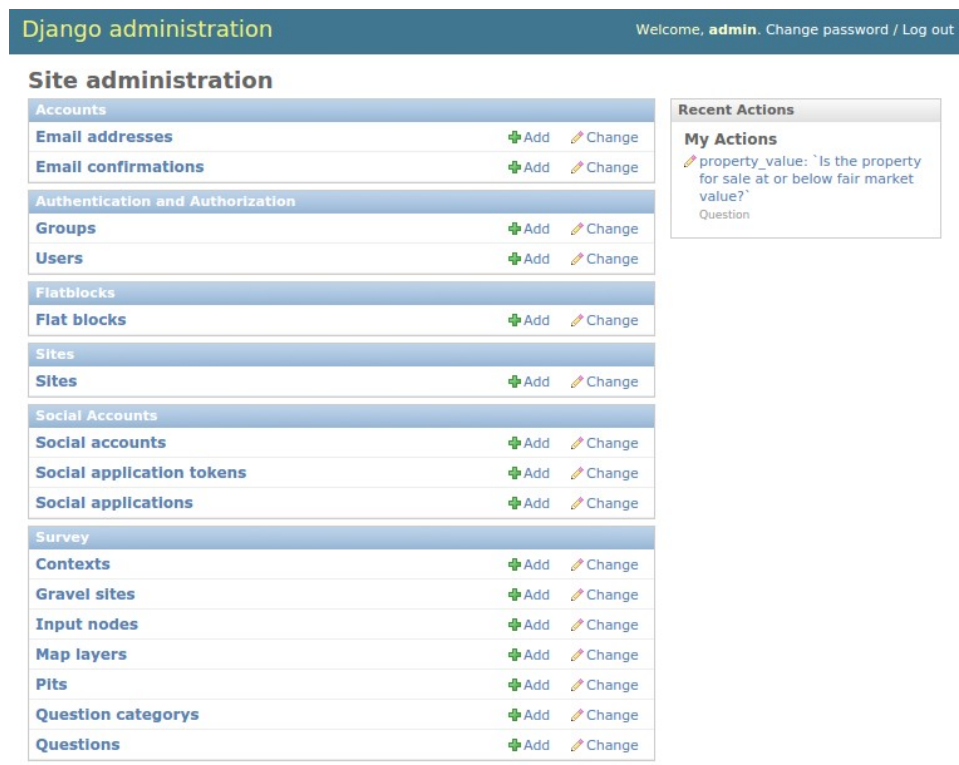 Django administration
Welcome, admin. Change password / Log out
Site administration
Accounts
Email addresses Add Change
Email confirmations Add Change
Authentication and Authorization
Groups Add Change
Users Add Change
Flatblocks
Flat blocks Add Change
Sites
Sites Add Change
Social Accounts
Social accounts Add Change
Social application tokens Add Change
Social applications Add Change
Survey
Contexts Add Change
Gravel sites Add Change
Input nodes Add Change
Map layers Add Change
Pits Add Change
Question categorys Add Change
Questions Add Change
Recent Actions
My Actions
property_value: `Is the property
for sale at or below fair market
value?`
Question